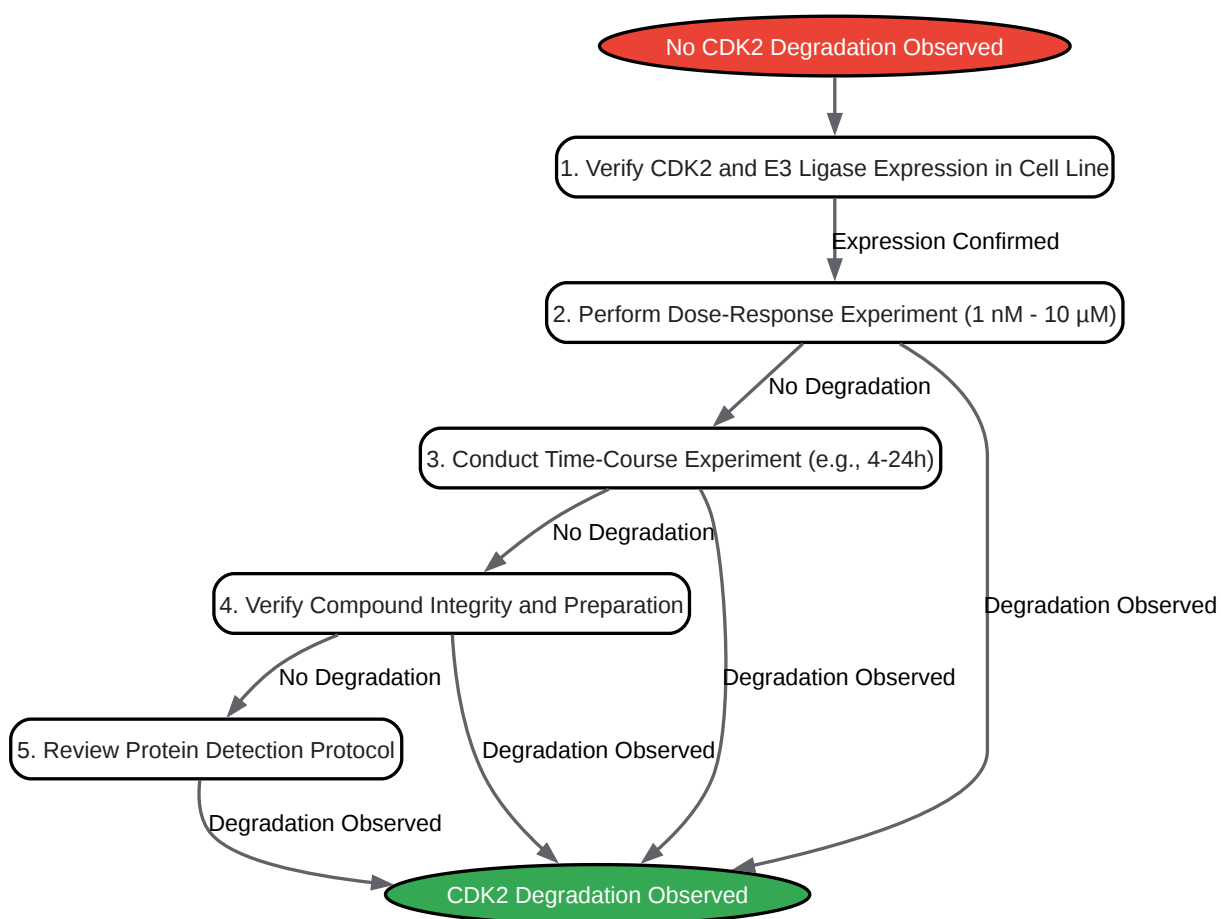 No CDK2 Degradation Observed
1. Verify CDK2 and E3 Ligase Expression in Cell Line
Expression Confirmed
2. Perform Dose-Response Experiment (1 nM - 10 µM)
No Degradation
3. Conduct Time-Course Experiment (e.g., 4-24h)
No Degradation
4. Verify Compound Integrity and Preparation
Degradation Observed
No Degradation
Degradation Observed
5. Review Protein Detection Protocol
Degradation Observed
Degradation Observed
CDK2 Degradation Observed